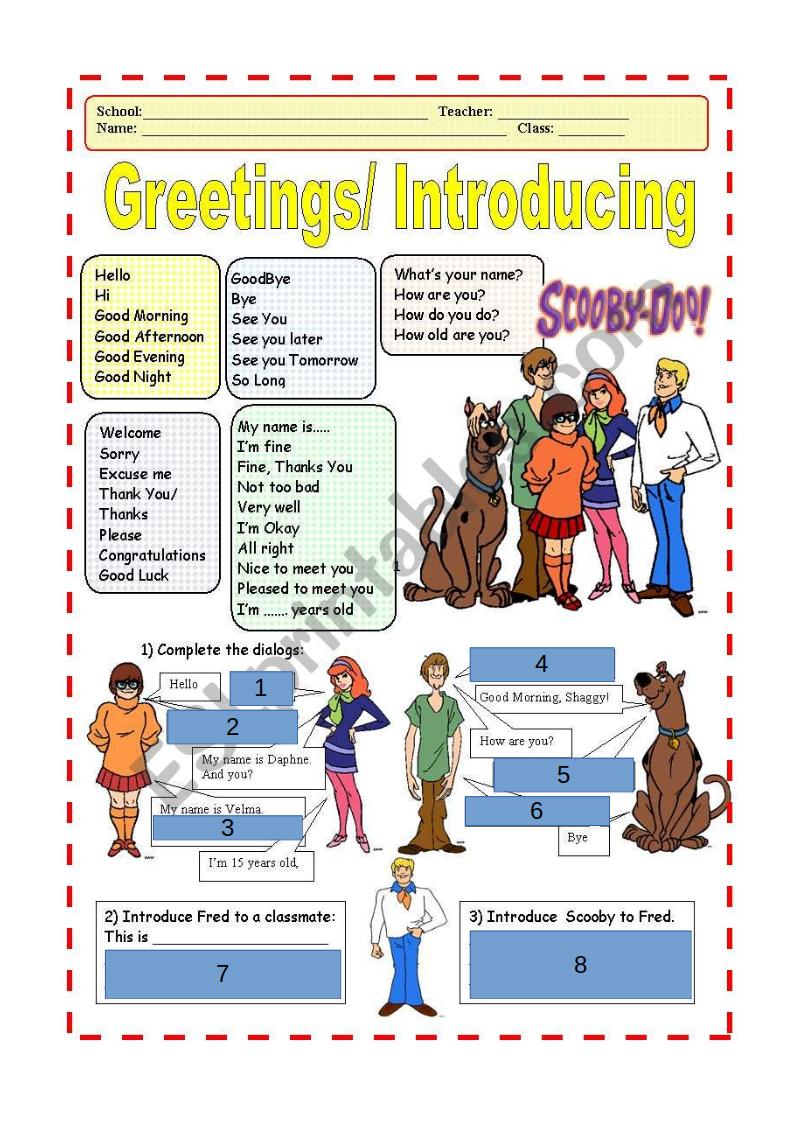 School:______________________________________ Teacher: __________________
Name: _________________________________________________ Class: _________
Greetings/ Introducing
Hello
Hi
Good Morning
Good Afternoon
Good Evening
Good Night
GoodBye
Bye
See You
See you later
See you Tomorrow
So Long
What's your name?
How are you?
How do you do?
How old are you?
SCOOBY-DOO!
Welcome
Sorry
Excuse me
Thank You/
Thanks
Please
Congratulations
Good Luck
My name is.....
I'm fine
Fine, Thanks You
Not too bad
Very well
I'm Okay
All right
Nice to meet you
Pleased to meet you
I'm ....... years old
1
1) Complete the dialogs:
Hello
1
2
My name is Daphne.
And you?
My name is Velma.
3
I'm 15 years old,
4
Good Morning, Shaggy!
How are you?
5
6
Bye
2) Introduce Fred to a classmate:
This is ______________________
7
3) Introduce Scooby to Fred.
8
ESLprintables.com